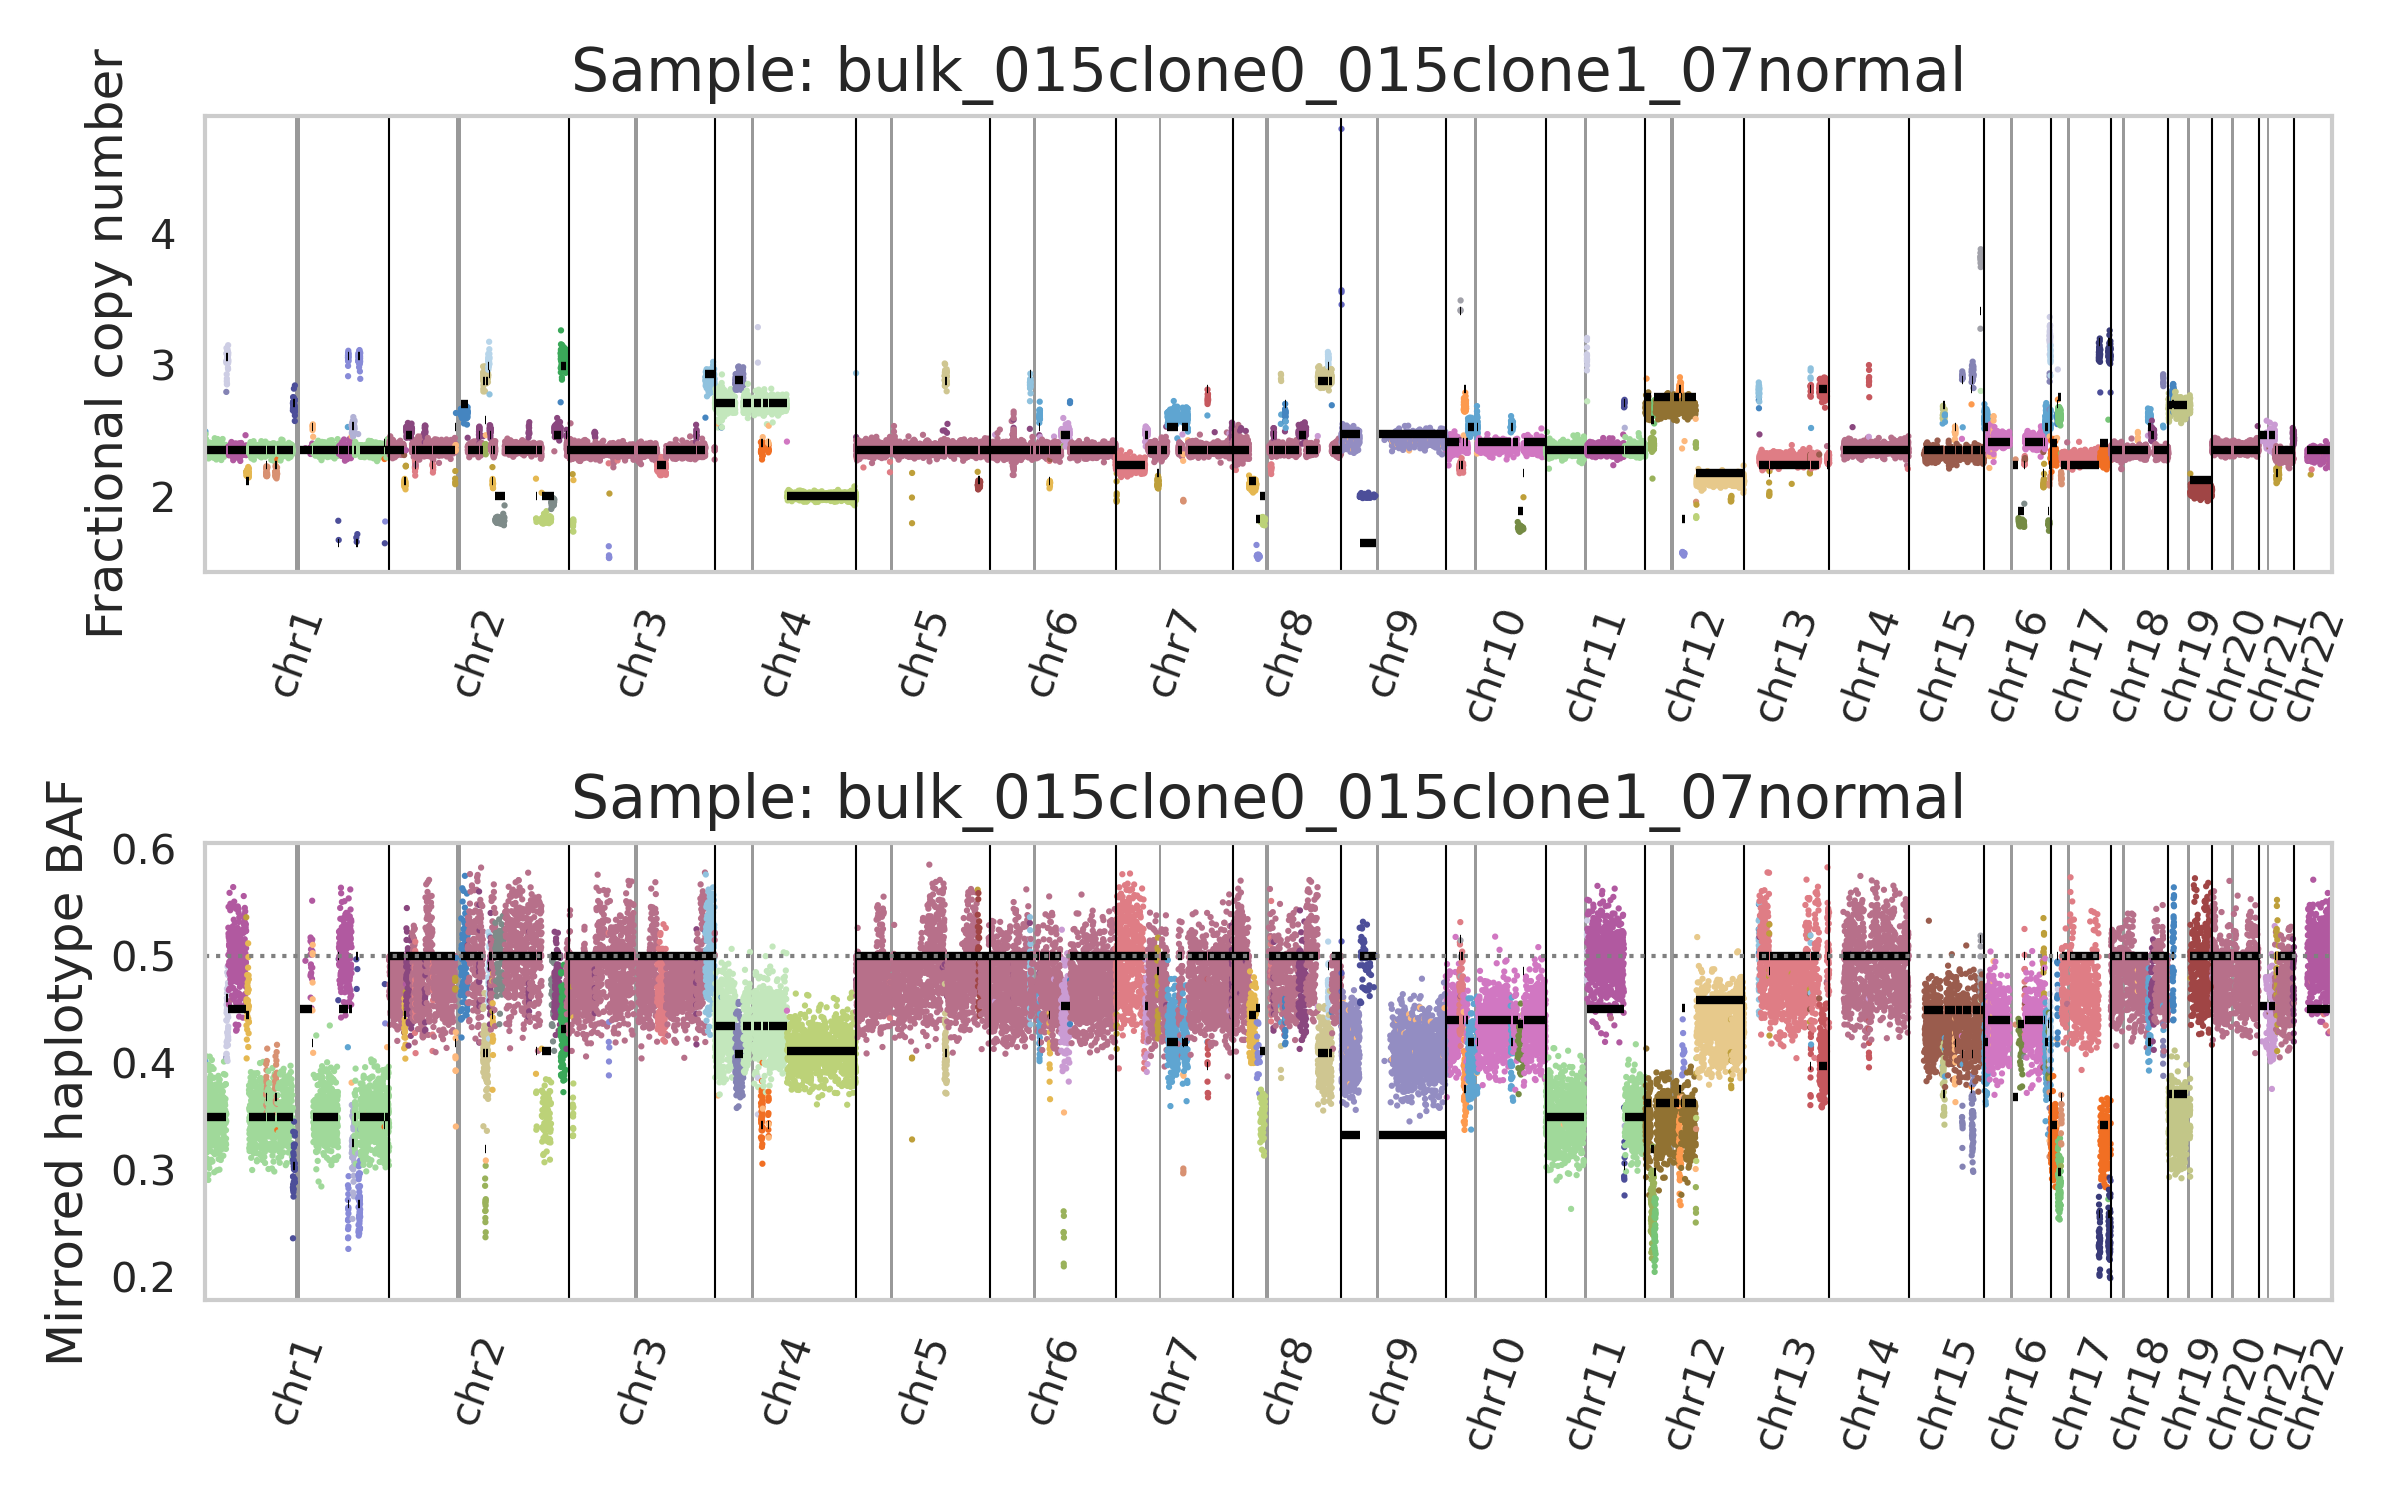 Sample: bulk_015clone0_015clone1_07normal
Fractional copy number
4
3
2
chr1
chr2
chr3
chr4
chr5
chr6
chr7
chr8
chr9
chr10
chr11
chr12
chr13
chr14
chr15
chr16
chr17
chr18
chr19
chr20
chr21
chr22
Sample: bulk_015clone0_015clone1_07normal
Mirrored haplotype BAF
0.6
0.5
0.4
0.3
0.2
chr1
chr2
chr3
chr4
chr5
chr6
chr7
chr8
chr9
chr10
chr11
chr12
chr13
chr14
chr15
chr16
chr17
chr18
chr19
chr20
chr21
chr22